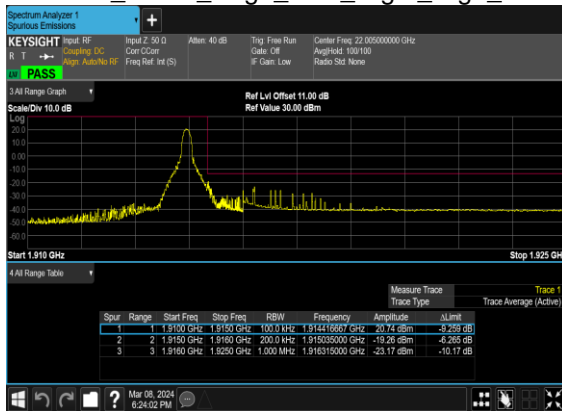 Spectrum Analyzer 1
Spurious Emissions
+
KEYSIGHT Input: RF Input Z: 50 Ω Atten: 40 dB Trig: Free Run Center Freq: 22.005000000 GHz
R T Coupling: DC Corr CCorr Gate: Off Avg|Hold: 100/100
Align: Auto/No RF Freq Ref: Int (S) IF Gain: Low Radio Std: None
PASS
3 All Range Graph
Ref Lvl Offset 11.00 dB
Scale/Div 10.0 dB Ref Value 30.00 dBm
Log
20.0
10.0
0.00
-10.0
-20.0
-30.0
-40.0
-50.0
-60.0
Start 1.910 GHz Stop 1.925 GH
4 All Range Table
Measure Trace Trace 1
Trace Type Trace Average (Active)
Spur Range Start Freq Stop Freq RBW Frequency Amplitude ΔLimit
1 1 1.9100 GHz 1.9150 GHz 100.0 kHz 1.914416667 GHz 20.74 dBm -9.259 dB
2 2 1.9150 GHz 1.9160 GHz 200.0 kHz 1.915035000 GHz -19.26 dBm -6.265 dB
3 3 1.9160 GHz 1.9250 GHz 1.000 MHz 1.916315000 GHz -23.17 dBm -10.17 dB
? Mar 08, 2024
6:24:02 PM